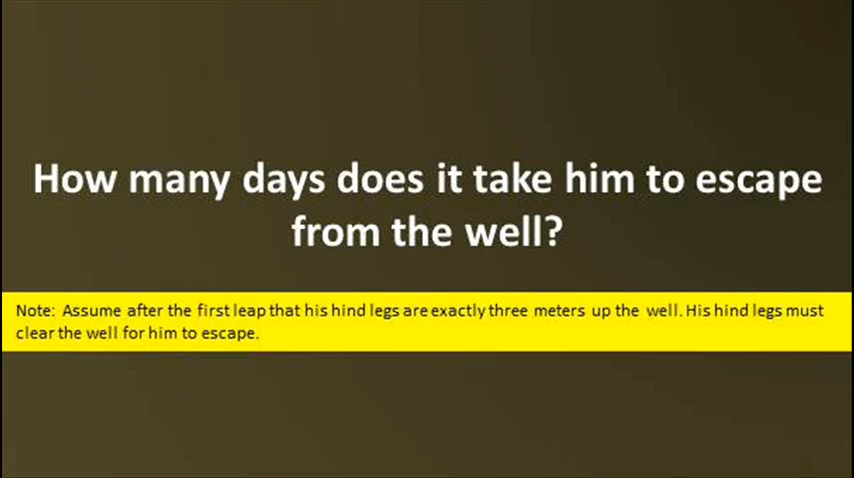 How many days does it take him to escape
from the well?
Note: Assume after the first leap that his hind legs are exactly three meters up the well. His hind legs must
clear the well for him to escape.